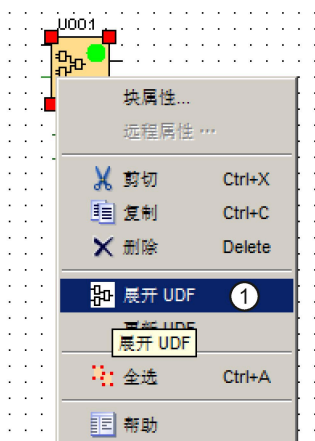 U001
块属性...
远程属性 ...
剪切 Ctrl+X
复制 Ctrl+C
删除 Delete
展开 UDF 1
展开 UDF
全选 Ctrl+A
帮助